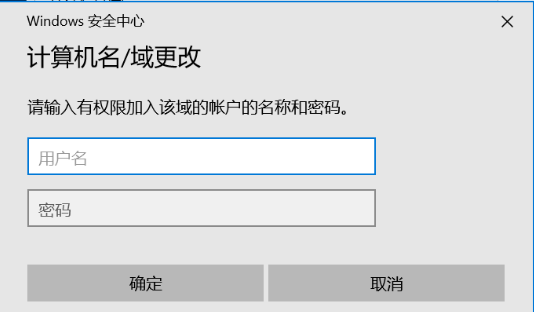 Windows 安全中心
计算机名/域更改
请输入有权限加入该域的帐户的名称和密码。
用户名
密码
确定
取消